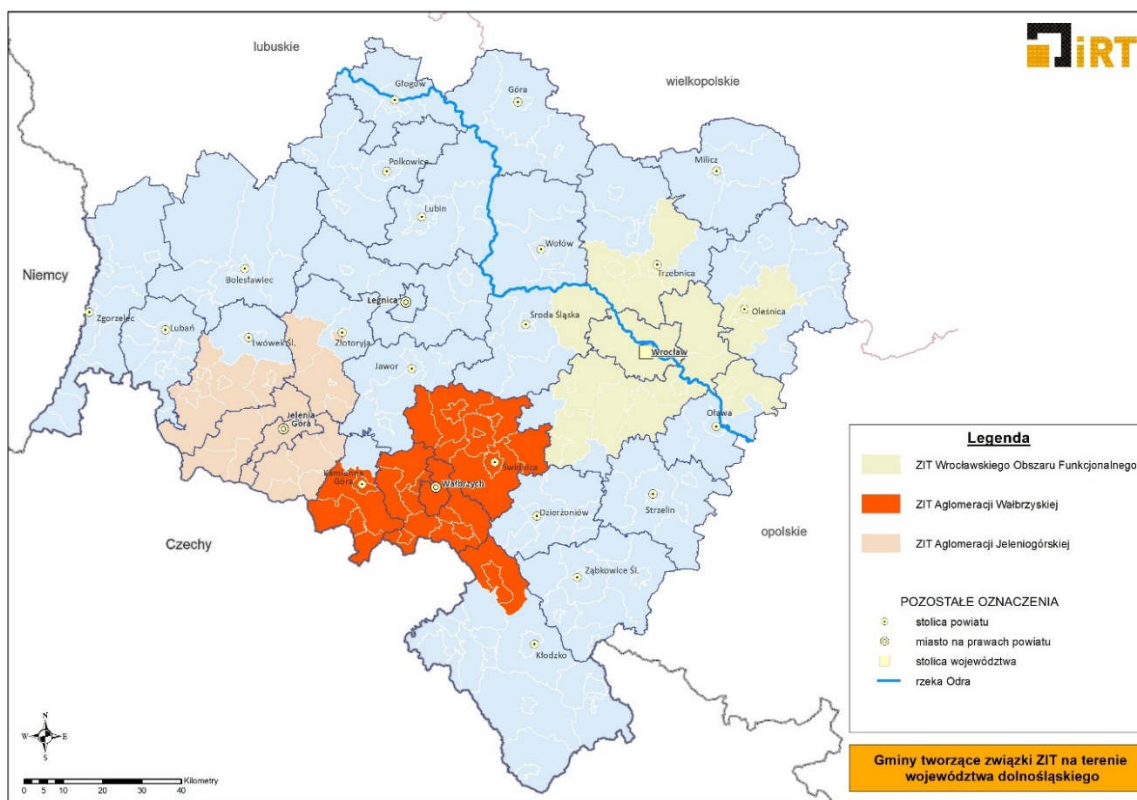 lubuskie
iRT
wielkopolskie
Głogów
Góra
Polkowice
Milicz
Lubin
Wołów
Trzebnica
Niemcy
Bolesławiec
Legnica
Oleśnica
Zgorzelec
Lubań
Lwówek Śl.
Złotoryja
Środa Śląska
Wrocław
Jawor
Jelenia
Góra
Oława
Kamienna
Góra
Świdnica
Wałbrzych
Dzierżoniów
Strzelin
Czechy
opolskie
Ząbkowice Śl.
Kłodzko
Legenda
ZIT Wrocławskiego Obszaru Funkcjonalnego
ZIT Aglomeracji Wałbrzyskiej
ZIT Aglomeracji Jeleniogórskiej
POZOSTAŁE OZNACZENIA
stolica powiatu
miasto na prawach powiatu
stolica województwa
rzeka Odra
N
W E
S
Kilometry
0 5 10 20 30 40
Gminy tworzące związki ZIT na terenie
województwa dolnośląskiego